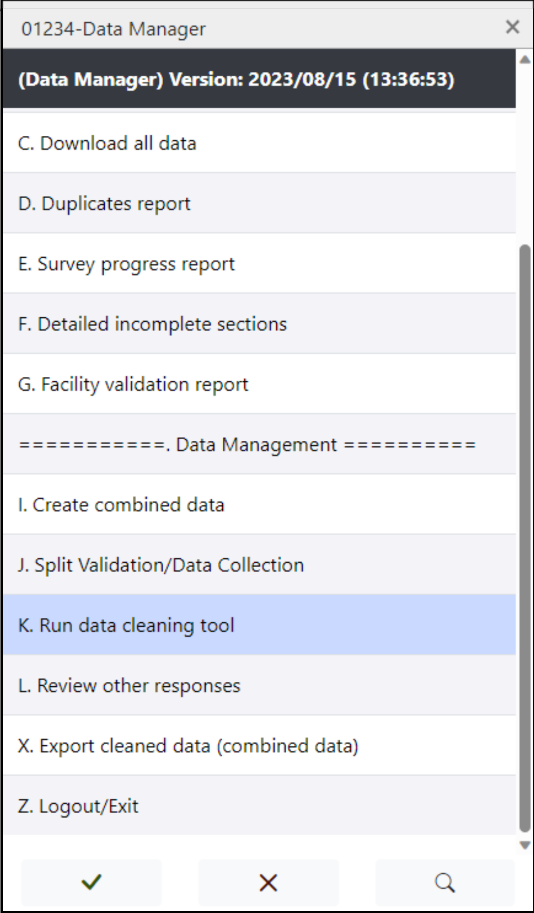 01234-Data Manager
(Data Manager) Version: 2023/08/15 (13:36:53)
C. Download all data
D. Duplicates report
E. Survey progress report
F. Detailed incomplete sections
G. Facility validation report
===========. Data Management ==========
I. Create combined data
J. Split Validation/Data Collection
K. Run data cleaning tool
L. Review other responses
X. Export cleaned data (combined data)
Z. Logout/Exit